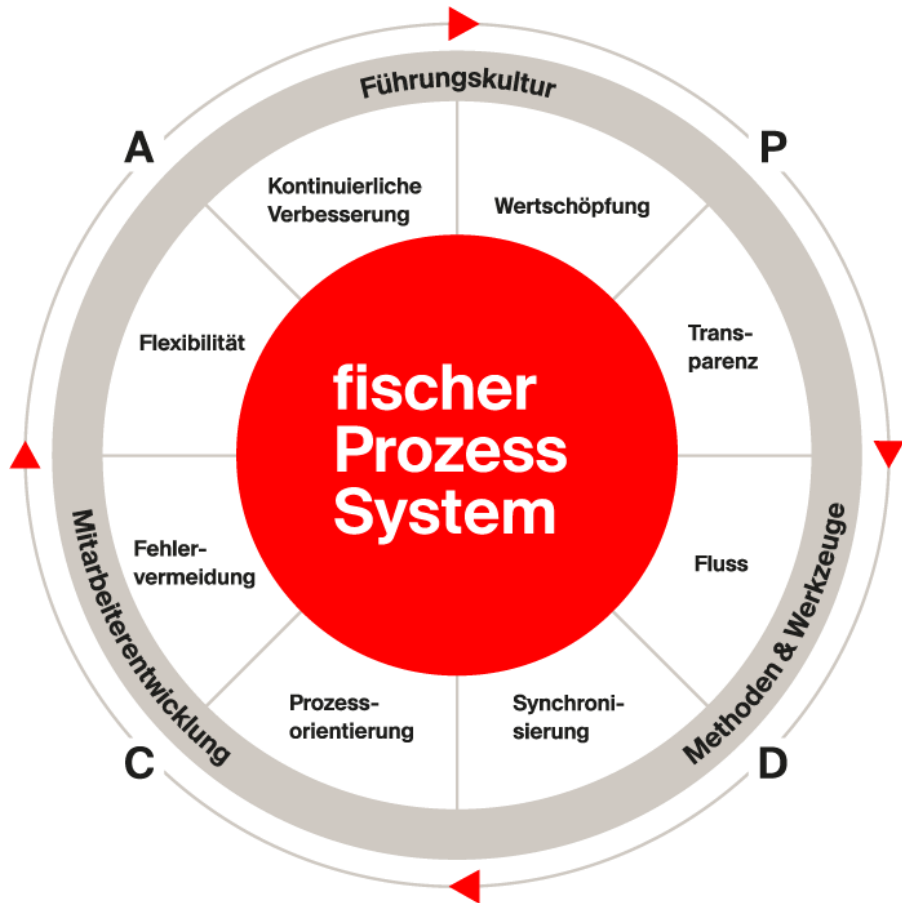 Führungskultur
A
P
Kontinuierliche
Verbesserung
Wertschöpfung
Flexibilität
Trans-
parenz
fischer
Prozess
System
Fehler-
vermeidung
Fluss
Mitarbeiterentwicklung
Methoden & Werkzeuge
Prozess-
orientierung
Synchroni-
sierung
C
D